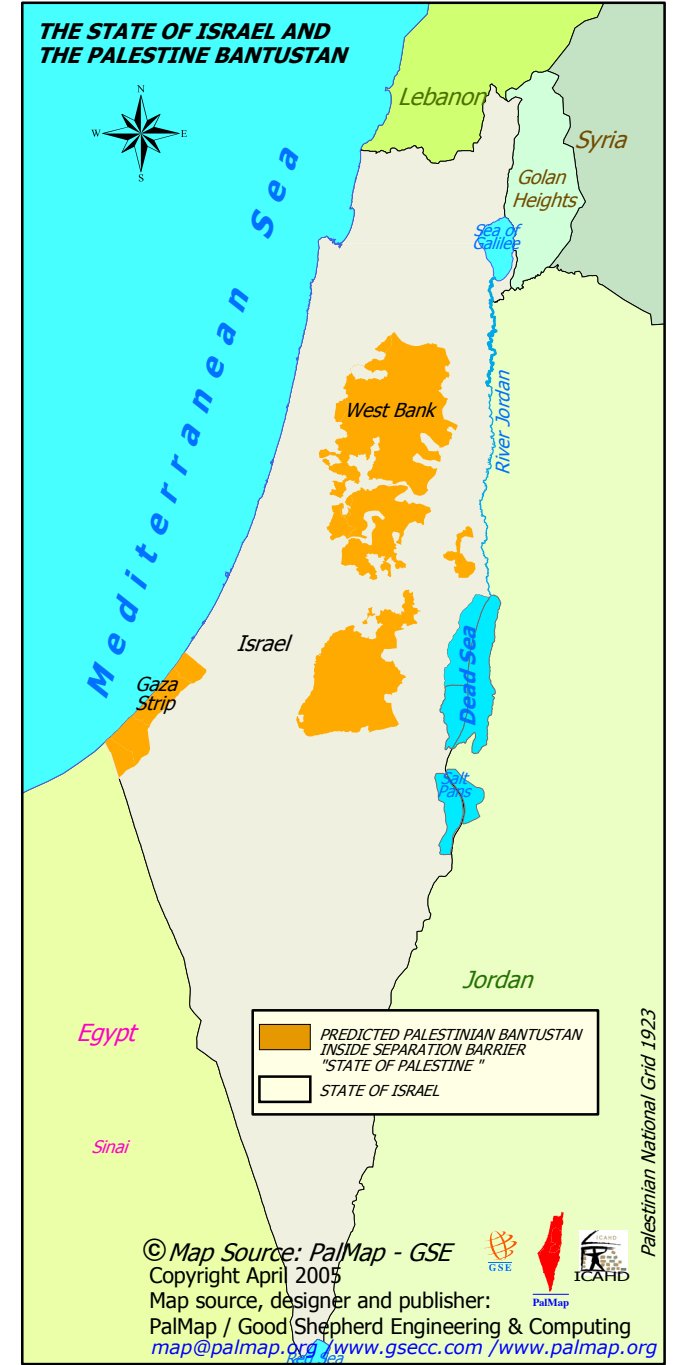 THE STATE OF ISRAEL AND
THE PALESTINE BANTUSTAN
N
W
E
S
Lebanon
Syria
Golan
Heights
Sea of
Galilee
Mediterranean Sea
West Bank
River Jordan
Israel
Gaza
Strip
Dead Sea
Salt
Pans
Jordan
Egypt
Sinai
PREDICTED PALESTINIAN BANTUSTAN
INSIDE SEPARATION BARRIER
"STATE OF PALESTINE "
STATE OF ISRAEL
Palestinian National Grid 1923
© Map Source: PalMap - GSE
Copyright April 2005
Map source, designer and publisher:
PalMap / Good Shepherd Engineering & Computing
map@palmap.org /www.gsecc.com /www.palmap.org
Red Sea
GSE
PalMap
ICAHD
ICAHD